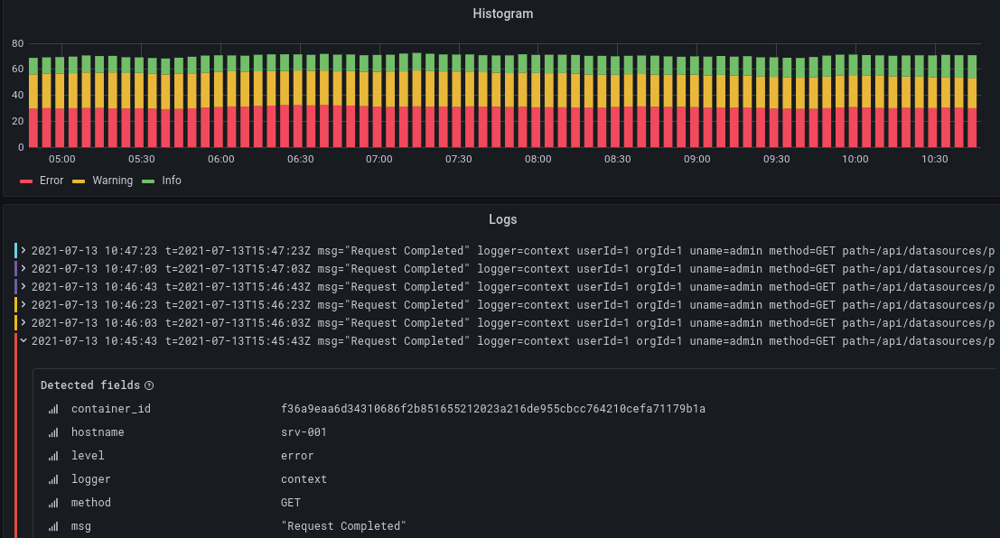 Histogram
80
60
40
20
0
05:00 05:30 06:00 06:30 07:00 07:30 08:00 08:30 09:00 09:30 10:00 10:30
Error Warning Info
Logs
2021-07-13 10:47:23 t=2021-07-13T15:47:23Z msg="Request Completed" logger=context userId=1 orgId=1 uname=admin method=GET path=/api/datasources/p
2021-07-13 10:47:03 t=2021-07-13T15:47:03Z msg="Request Completed" logger=context userId=1 orgId=1 uname=admin method=GET path=/api/datasources/p
2021-07-13 10:46:43 t=2021-07-13T15:46:43Z msg="Request Completed" logger=context userId=1 orgId=1 uname=admin method=GET path=/api/datasources/p
2021-07-13 10:46:23 t=2021-07-13T15:46:23Z msg="Request Completed" logger=context userId=1 orgId=1 uname=admin method=GET path=/api/datasources/p
2021-07-13 10:46:03 t=2021-07-13T15:46:03Z msg="Request Completed" logger=context userId=1 orgId=1 uname=admin method=GET path=/api/datasources/p
2021-07-13 10:45:43 t=2021-07-13T15:45:43Z msg="Request Completed" logger=context userId=1 orgId=1 uname=admin method=GET path=/api/datasources/p
Detected fields
container_id f36a9eaa6d34310686f2b851655212023a216de955cbcc764210cefa71179b1a
hostname srv-001
level error
logger context
method GET
msg "Request Completed"